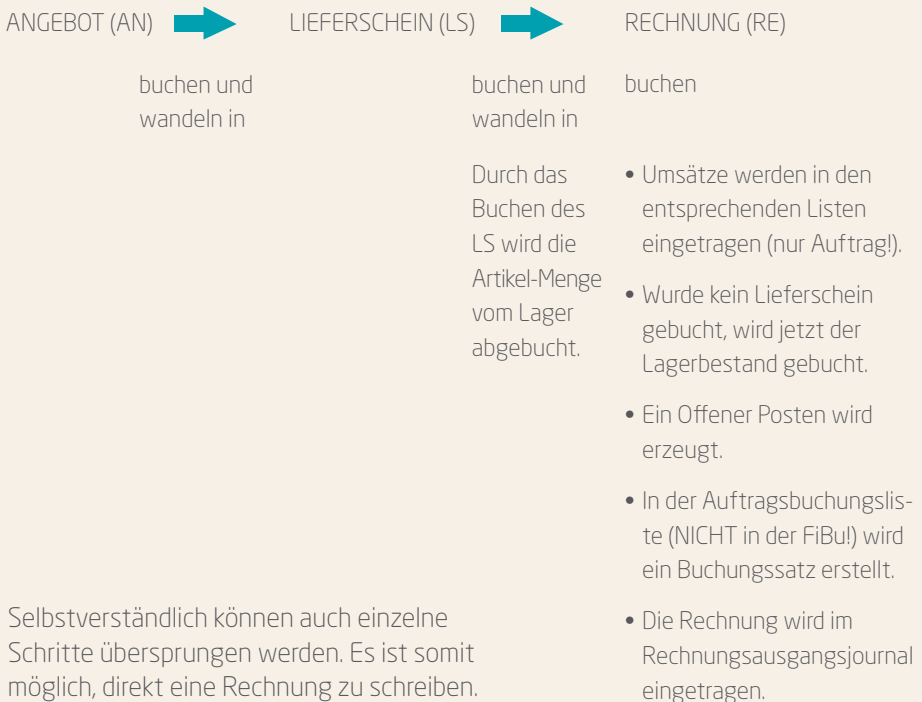 ANGEBOT (AN)
LIEFERSCHEIN (LS)
RECHNUNG (RE)
buchen und
wandeln in
buchen und
wandeln in
buchen
Durch das
Buchen des
LS wird die
Artikel-Menge
vom Lager
abgebucht.
• Umsätze werden in den
entsprechenden Listen
eingetragen (nur Auftrag!).
• Wurde kein Lieferschein
gebucht, wird jetzt der
Lagerbestand gebucht.
• Ein Offener Posten wird
erzeugt.
• In der Auftragsbuchungslis-
te (NICHT in der FiBu!) wird
ein Buchungssatz erstellt.
• Die Rechnung wird im
Rechnungsausgangsjournal
eingetragen.
Selbstverständlich können auch einzelne
Schritte übersprungen werden. Es ist somit
möglich, direkt eine Rechnung zu schreiben.